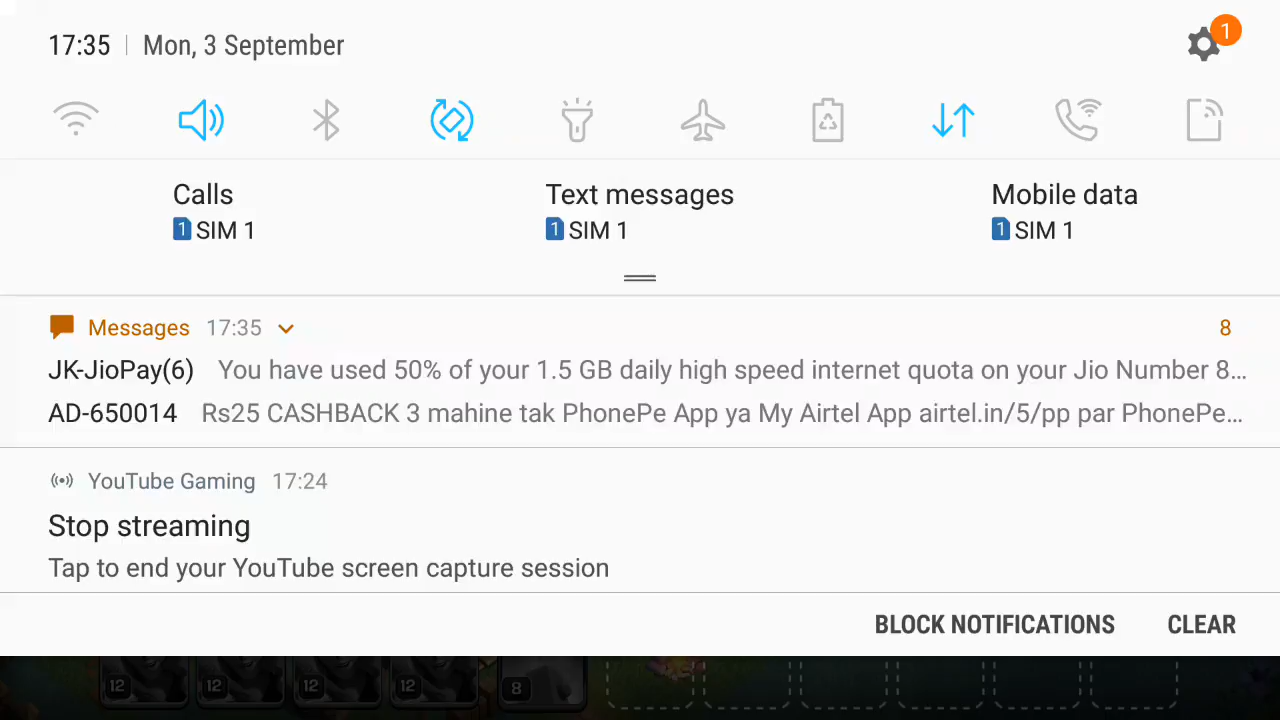 17:35 | Mon, 3 September
1
Calls
1 SIM 1
Text messages
1 SIM 1
Mobile data
1 SIM 1
Messages 17:35
8
JK-JioPay(6) You have used 50% of your 1.5 GB daily high speed internet quota on your Jio Number 8...
AD-650014 Rs25 CASHBACK 3 mahine tak PhonePe App ya My Airtel App airtel.in/5/pp par PhonePe...
YouTube Gaming 17:24
Stop streaming
Tap to end your YouTube screen capture session
BLOCK NOTIFICATIONS CLEAR
12 12 12 12 8